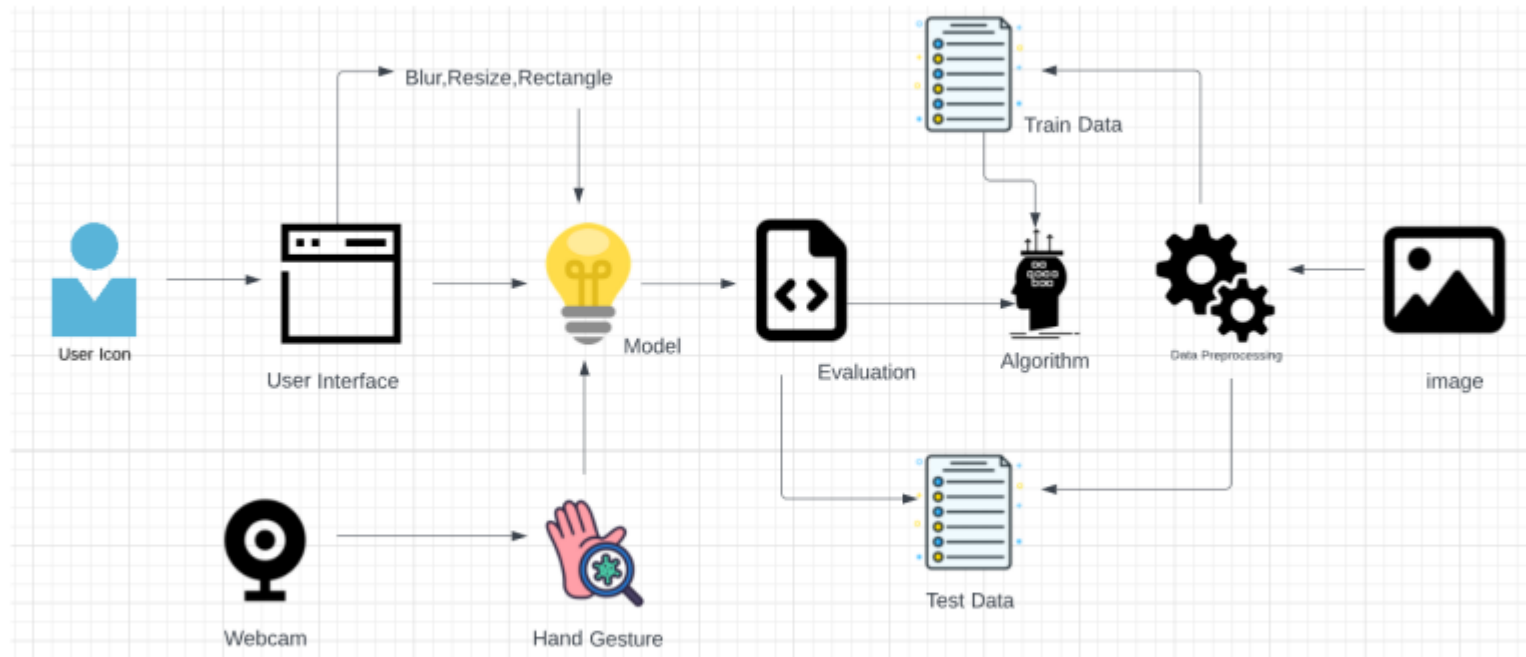 Blur,Resize,Rectangle
Train Data
User Icon
User Interface
Model
Evaluation
Algorithm
Data Preprocessing
image
Webcam
Hand Gesture
Test Data